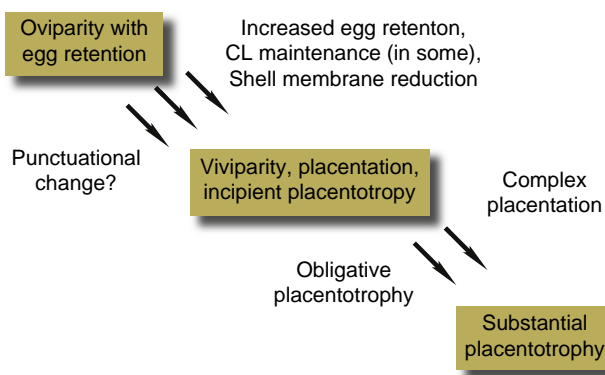 Oviparity with
egg retention
Increased egg retenton,
CL maintenance (in some),
Shell membrane reduction
Punctuational
change?
Viviparity, placentation,
incipient placentotropy
Complex
placentation
Obligative
placentotrophy
Substantial
placentotrophy